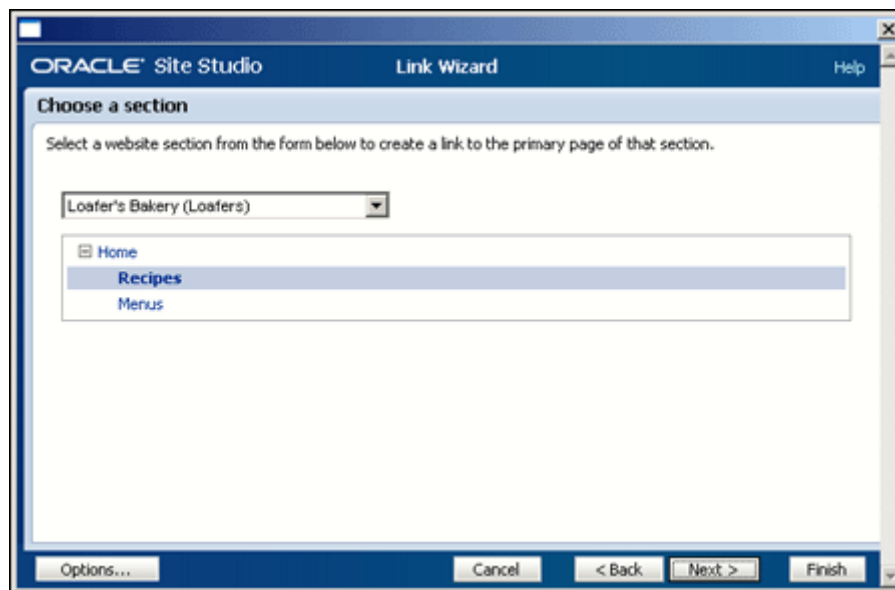 ORACLE® Site Studio Link Wizard Help
Choose a section
Select a website section from the form below to create a link to the primary page of that section.
Loafer's Bakery (Loafers)
Home
Recipes
Menus
Options... Cancel < Back Next > Finish